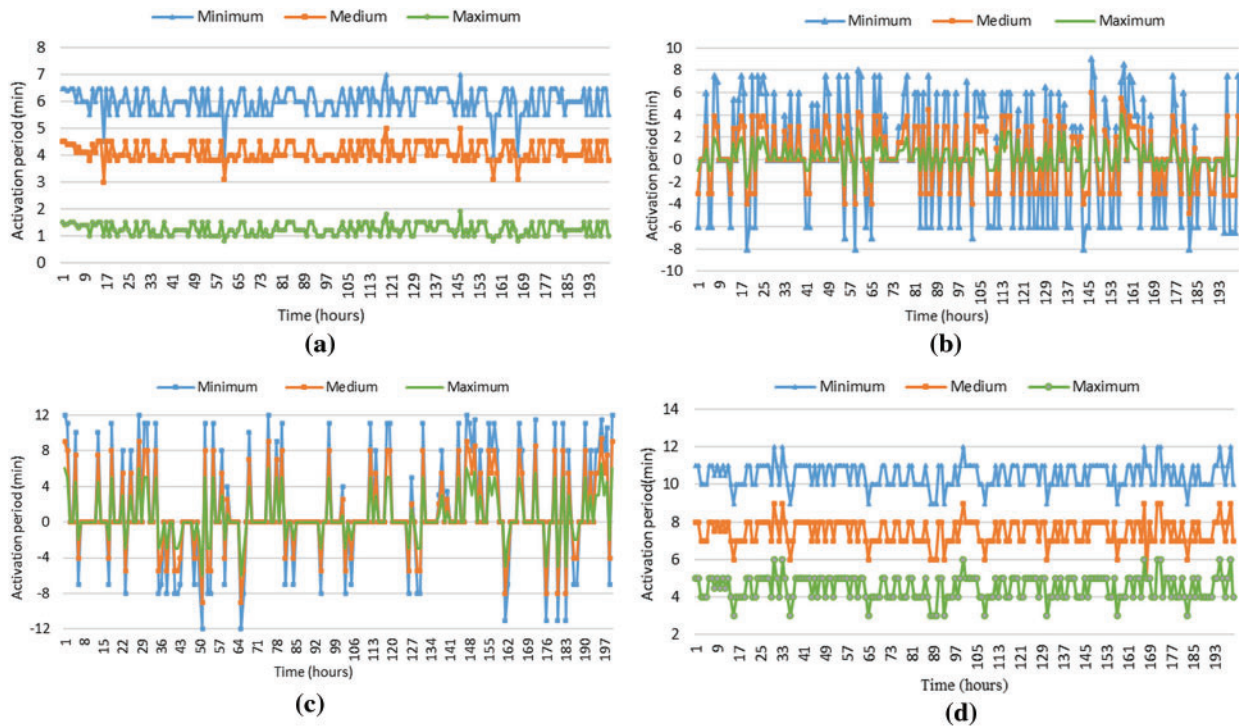 Minimum Medium Maximum
Activation period (min)
8
7
6
5
4
3
2
1
0
1 9 17 25 33 41 49 57 65 73 81 89 97 105 113 121 129 137 145 153 161 169 177 185 193
Time (hours)
(a)
Minimum Medium Maximum
Activation period (min)
10
8
6
4
2
0
-2
-4
-6
-8
-10
1 9 17 25 33 41 49 57 65 73 81 89 97 105 113 121 129 137 145 153 161 169 177 185 193
Time (hours)
(b)
Minimum Medium Maximum
Activation period (min)
12
8
4
0
-4
-8
-12
1 8 15 22 29 36 43 50 57 64 71 78 85 92 99 106 113 120 127 134 141 148 155 162 169 176 183 190 197
Time (hours)
(c)
Minimum Medium Maximum
Activation period(min)
14
12
10
8
6
4
2
1 9 17 25 33 41 49 57 65 73 81 89 97 105 113 121 129 137 145 153 161 169 177 185 193
Time (hours)
(d)